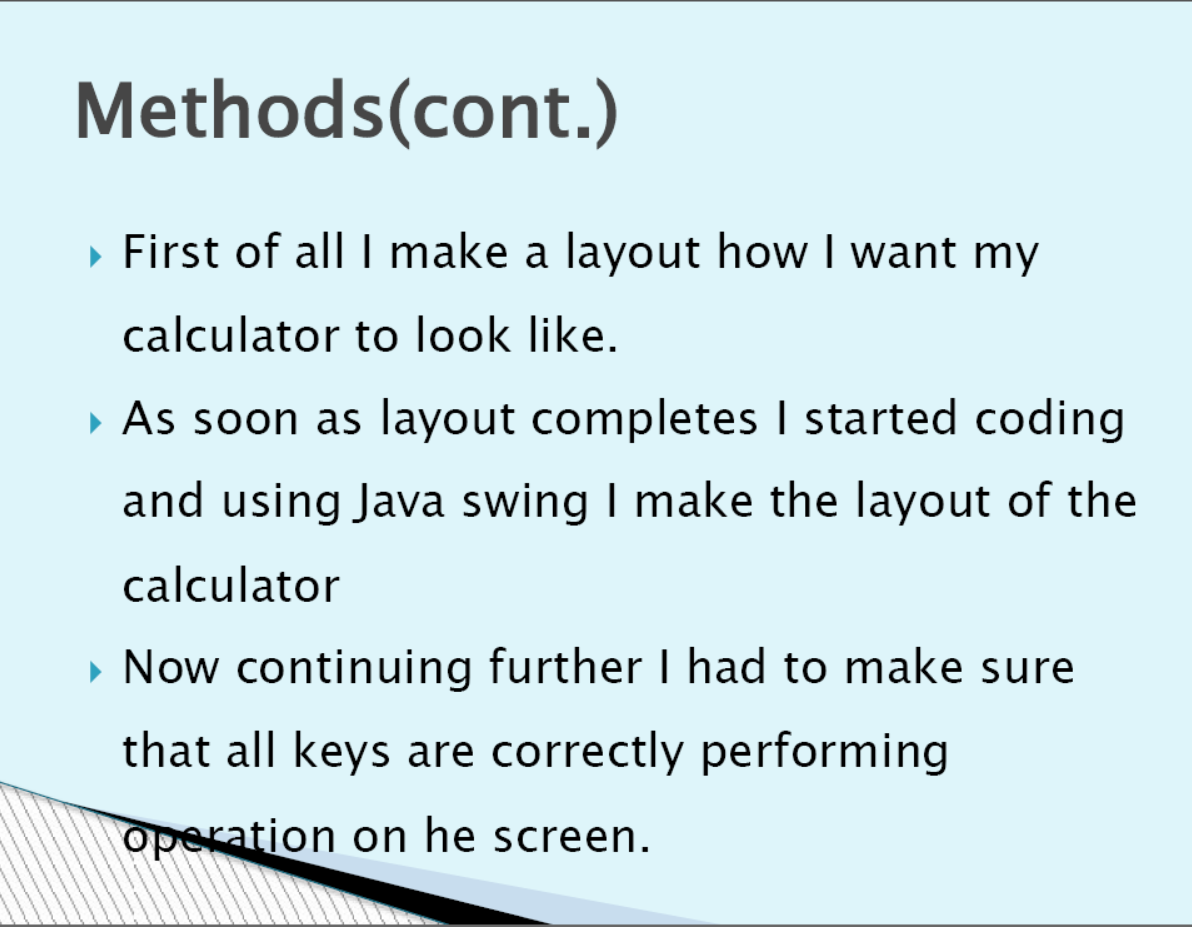 Methods(cont.)
First of all I make a layout how I want my
calculator to look like.
As soon as layout completes I started coding
and using Java swing I make the layout of the
calculator
Now continuing further I had to make sure
that all keys are correctly performing
operation on he screen.